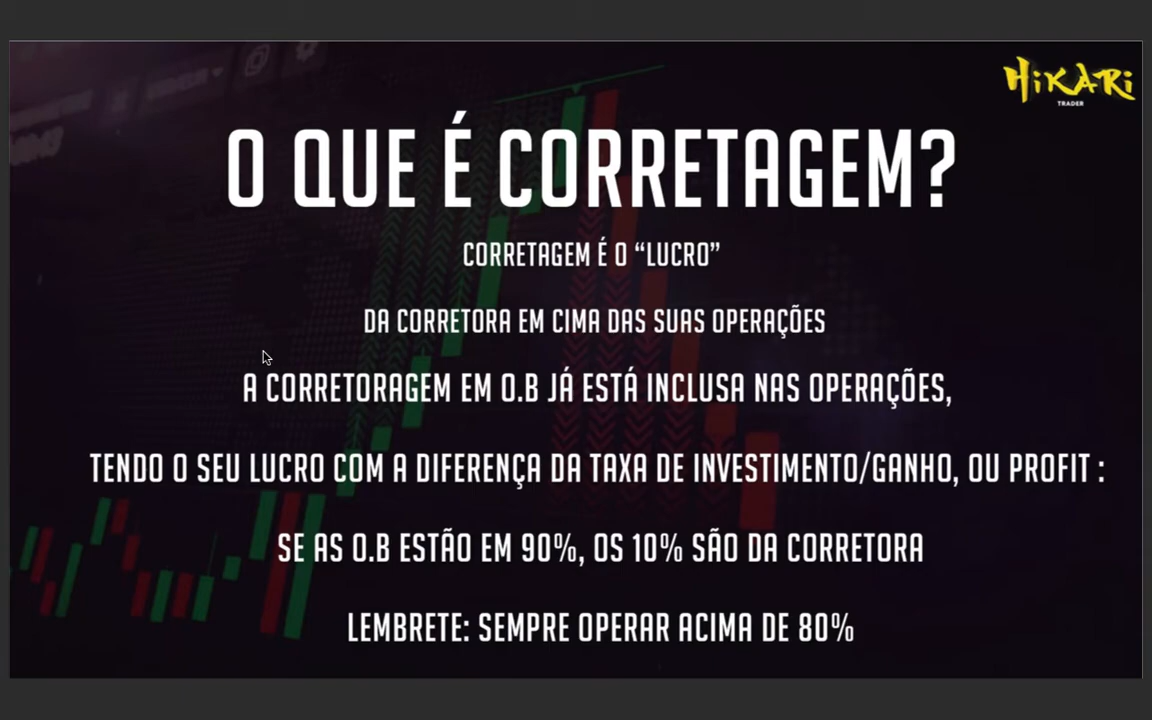 HiKARi
TRADER
O QUE É CORRETAGEM?
CORRETAGEM É O “LUCRO”
DA CORRETORA EM CIMA DAS SUAS OPERAÇÕES
A CORRETORAGEM EM O.B JÁ ESTÁ INCLUSA NAS OPERAÇÕES,
TENDO O SEU LUCRO COM A DIFERENÇA DA TAXA DE INVESTIMENTO/GANHO, OU PROFIT :
SE AS O.B ESTÃO EM 90%, OS 10% SÃO DA CORRETORA
LEMBRETE: SEMPRE OPERAR ACIMA DE 80%